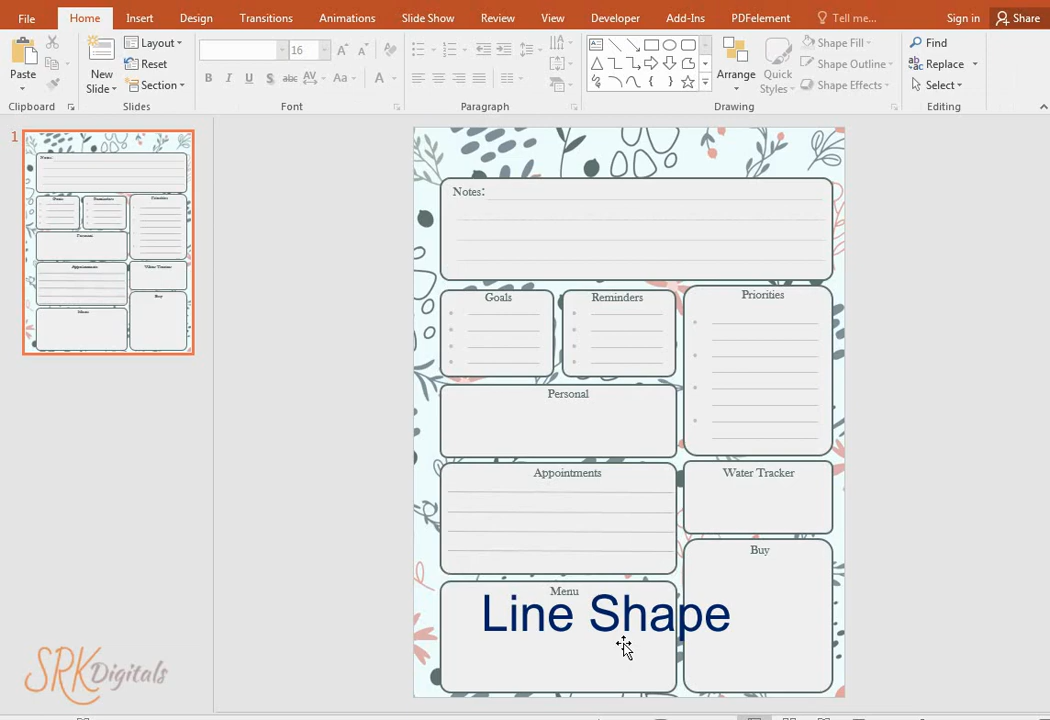 File Home Insert Design Transitions Animations Slide Show Review View Developer Add-Ins PDFelement Tell me... Sign in Share
Paste
New
Slide
Layout
Reset
Section
16
B I U S abc AV Aa A
Arrange
Quick
Styles
Shape Fill
Shape Outline
Shape Effects
Find
Replace
Select
Clipboard Slides Font Paragraph Drawing Editing
1
Notes:
Goals Reminders Priorities
Personal
Appointments Water Tracker
Buy
Menu
Line Shape
SRK Digitals